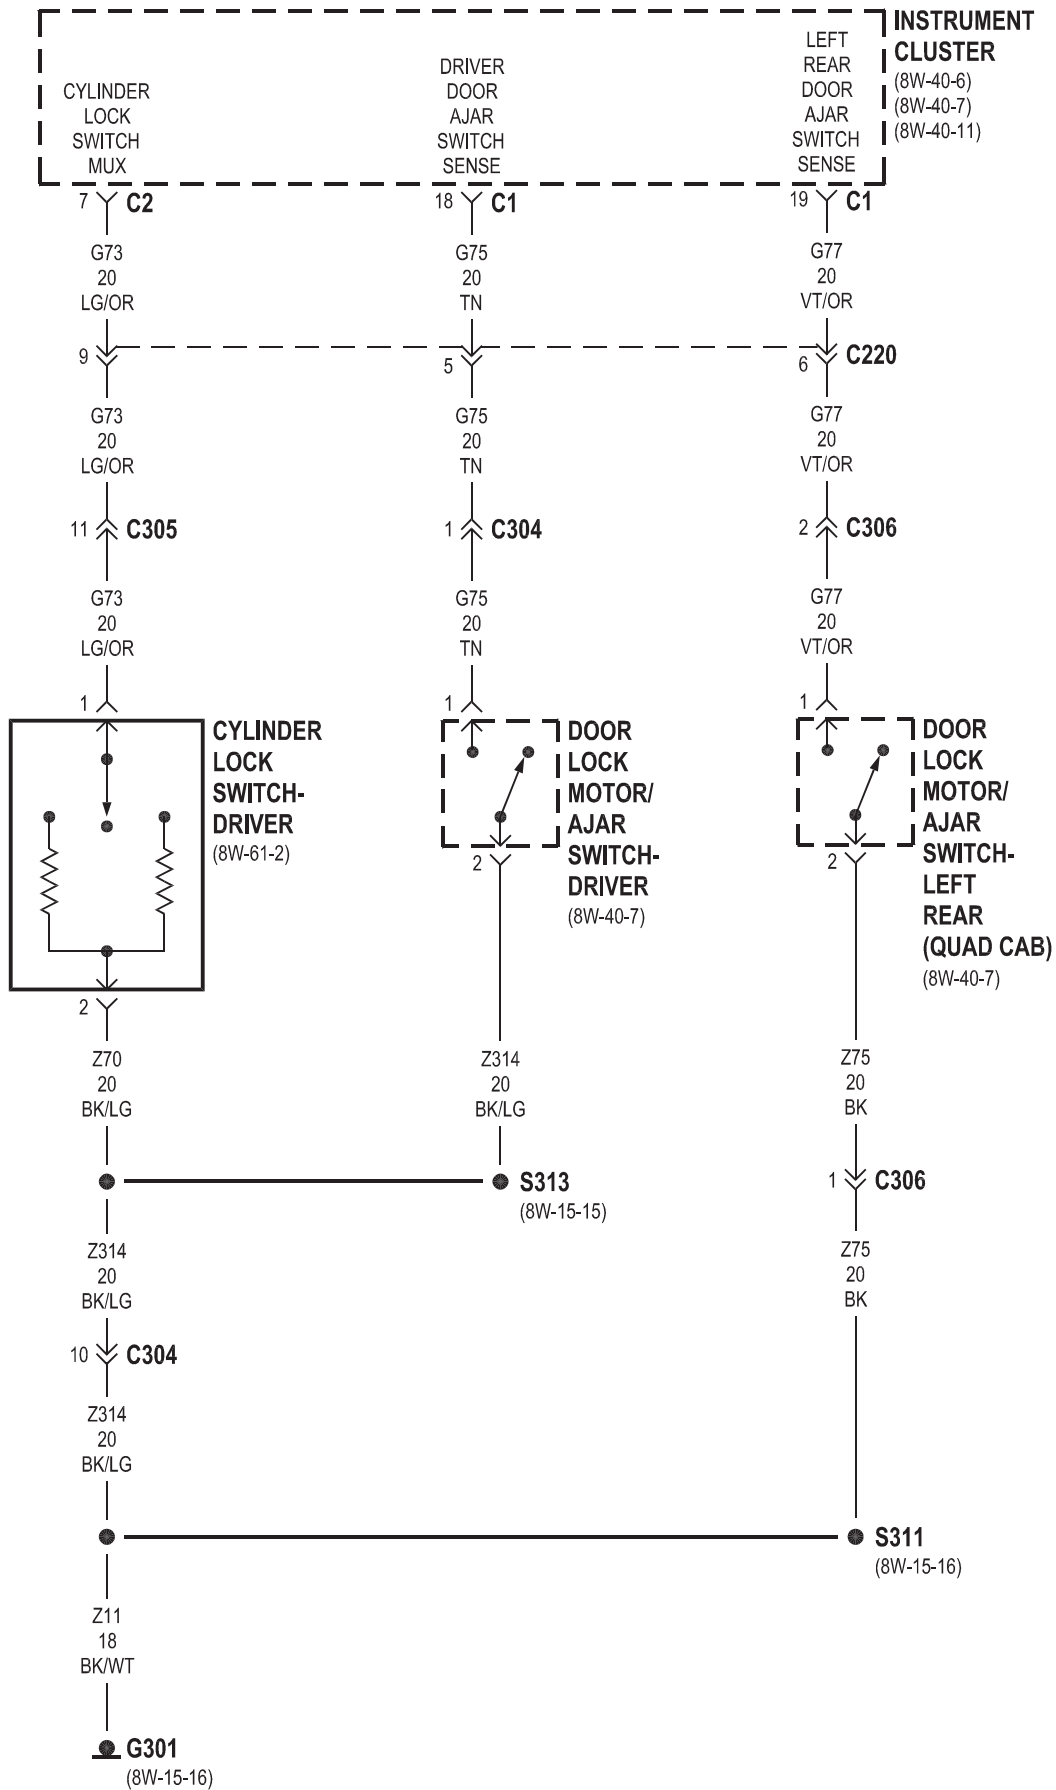 INSTRUMENT
CLUSTER
(8W-40-6)
(8W-40-7)
(8W-40-11)
CYLINDER
LOCK
SWITCH
MUX
DRIVER
DOOR
AJAR
SWITCH
SENSE
LEFT
REAR
DOOR
AJAR
SWITCH
SENSE
7 C2
18 C1
19 C1
G73
20
LG/OR
G75
20
TN
G77
20
VT/OR
9
5
6 C220
G73
20
LG/OR
G75
20
TN
G77
20
VT/OR
11 C305
1 C304
2 C306
G73
20
LG/OR
G75
20
TN
G77
20
VT/OR
1
1
1
CYLINDER
LOCK
SWITCH-
DRIVER
(8W-61-2)
DOOR
LOCK
MOTOR/
AJAR
SWITCH-
DRIVER
(8W-40-7)
DOOR
LOCK
MOTOR/
AJAR
SWITCH-
LEFT
REAR
(QUAD CAB)
(8W-40-7)
2
2
2
Z70
20
BK/LG
Z314
20
BK/LG
Z75
20
BK
S313
(8W-15-15)
1 C306
Z314
20
BK/LG
Z75
20
BK
10 C304
Z314
20
BK/LG
S311
(8W-15-16)
Z11
18
BK/WT
G301
(8W-15-16)